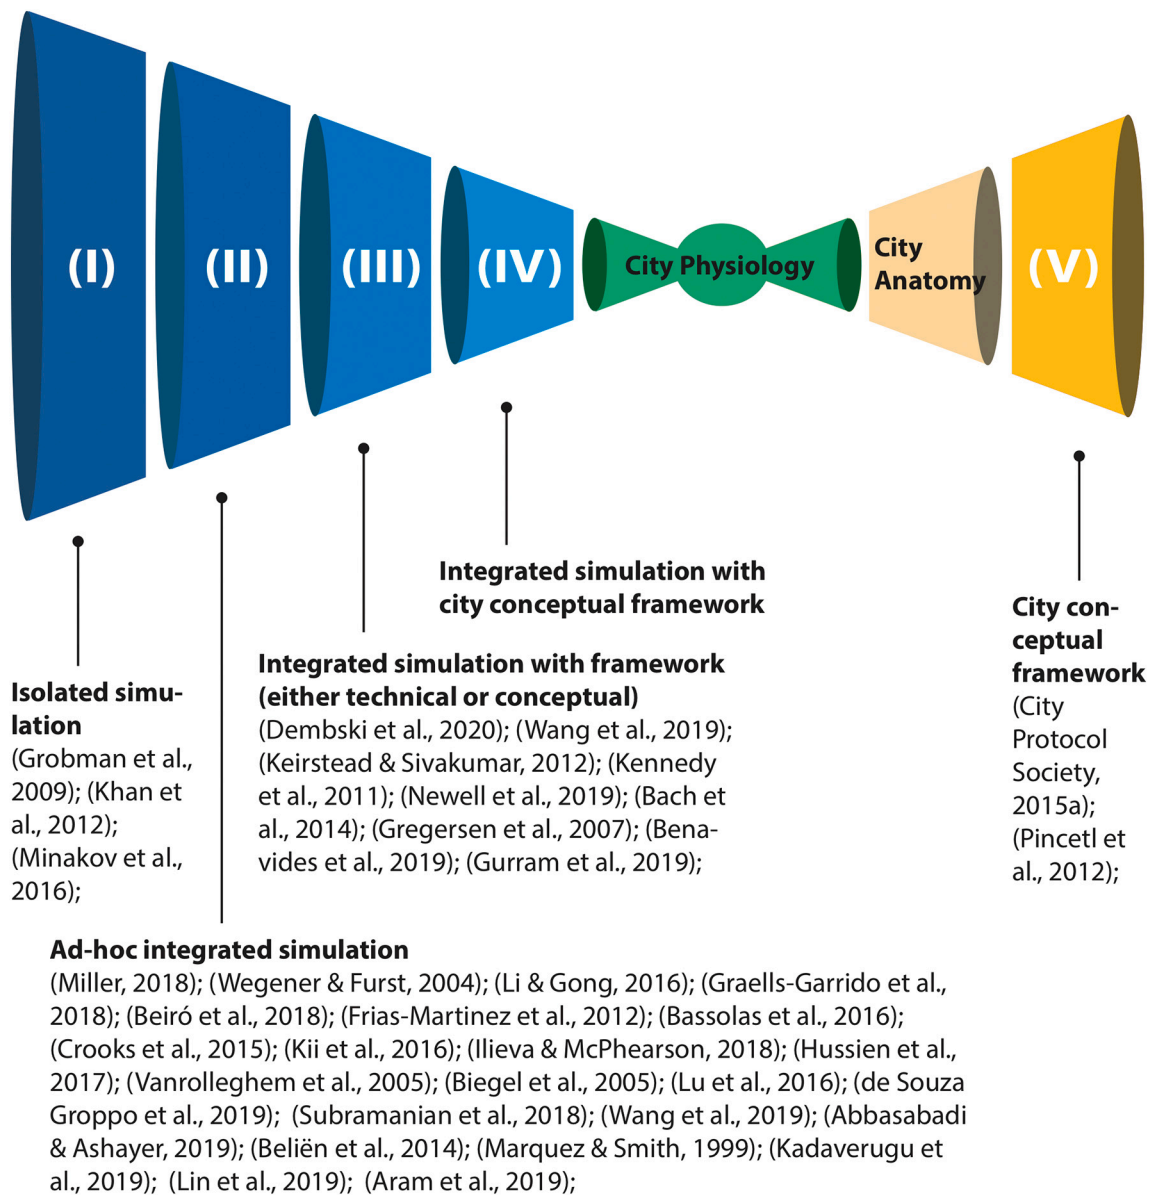 (I)
(II)
(III)
(IV)
City Physiology
City
Anatomy
(V)
Integrated simulation with
city conceptual framework
City con-
ceptual
framework
(City
Protocol
Society,
2015a);
(Pincetl et
al., 2012);
Integrated simulation with framework
(either technical or conceptual)
(Dembski et al., 2020); (Wang et al., 2019);
(Keirstead & Sivakumar, 2012); (Kennedy
et al., 2011); (Newell et al., 2019); (Bach et
al., 2014); (Gregersen et al., 2007); (Bena-
vides et al., 2019); (Gurram et al., 2019);
Isolated simu-
lation
(Grobman et al.,
2009); (Khan et
al., 2012);
(Minakov et al.,
2016);
Ad-hoc integrated simulation
(Miller, 2018); (Wegener & Furst, 2004); (Li & Gong, 2016); (Graells-Garrido et al.,
2018); (Beiró et al., 2018); (Frias-Martinez et al., 2012); (Bassolas et al., 2016);
(Crooks et al., 2015); (Kii et al., 2016); (Ilieva & McPhearson, 2018); (Hussien et al.,
2017); (Vanrolleghem et al., 2005); (Biegel et al., 2005); (Lu et al., 2016); (de Souza
Groppo et al., 2019); (Subramanian et al., 2018); (Wang et al., 2019); (Abbasabadi
& Ashayer, 2019); (Beliën et al., 2014); (Marquez & Smith, 1999); (Kadaverugu et
al., 2019); (Lin et al., 2019); (Aram et al., 2019);